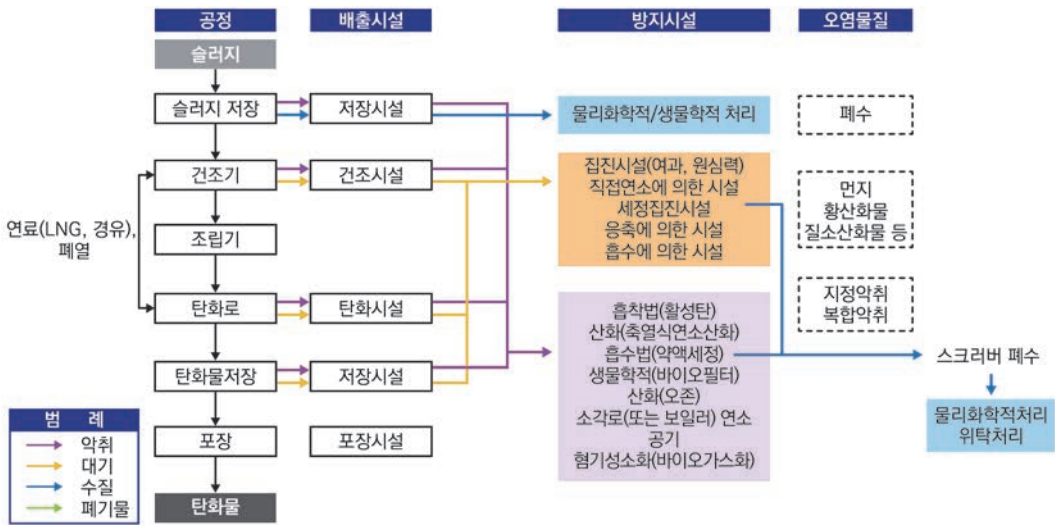 공정
배출시설
방지시설
오염물질
슬러지
슬러지 저장
저장시설
물리화학적/생물학적 처리
폐수
건조기
건조시설
집진시설(여과, 원심력)
직접연소에 의한 시설
세정집진시설
응축에 의한 시설
흡수에 의한 시설
먼지
황산화물
질소산화물 등
연료(LNG, 경유),
폐열
조립기
탄화로
탄화시설
흡착법(활성탄)
산화(축열식연소산화)
흡수법(약액세정)
생물학적(바이오필터)
산화(오존)
소각로(또는 보일러) 연소
공기
혐기성소화(바이오가스화)
지정악취
복합악취
탄화물저장
저장시설
스크러버 폐수
물리화학적처리
위탁처리
포장
포장시설
탄화물
범 례
악취
대기
수질
폐기물